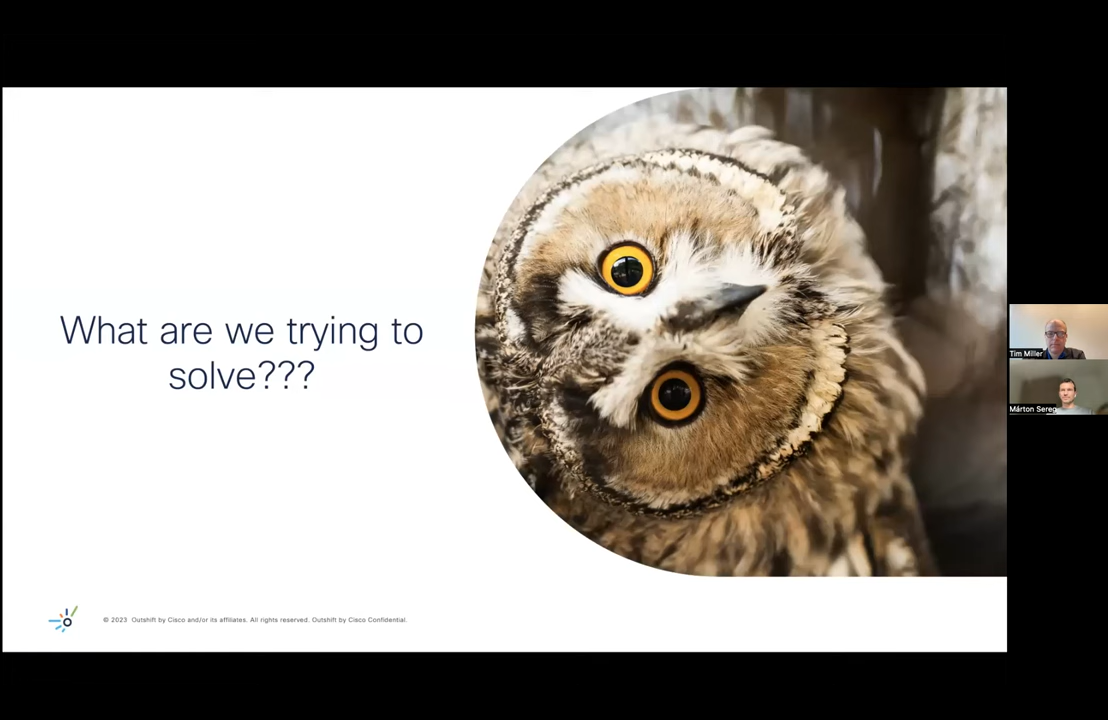 What are we trying to
solve???
Tim Miller
Márton Sereg
© 2023 Outshift by Cisco and/or its affiliates. All rights reserved. Outshift by Cisco Confidential.